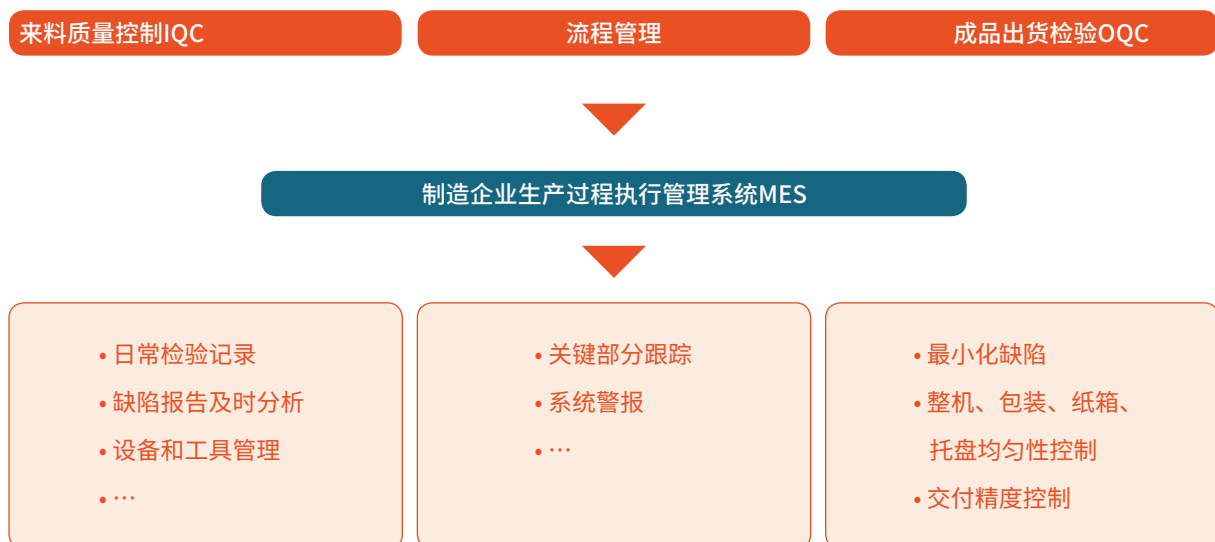 来料质量控制IQC
流程管理
成品出货检验OQC
制造企业生产过程执行管理系统MES
• 日常检验记录
• 缺陷报告及时分析
• 设备和工具管理
• …
• 关键部分跟踪
• 系统警报
• …
• 最小化缺陷
• 整机、包装、纸箱、
托盘均匀性控制
• 交付精度控制